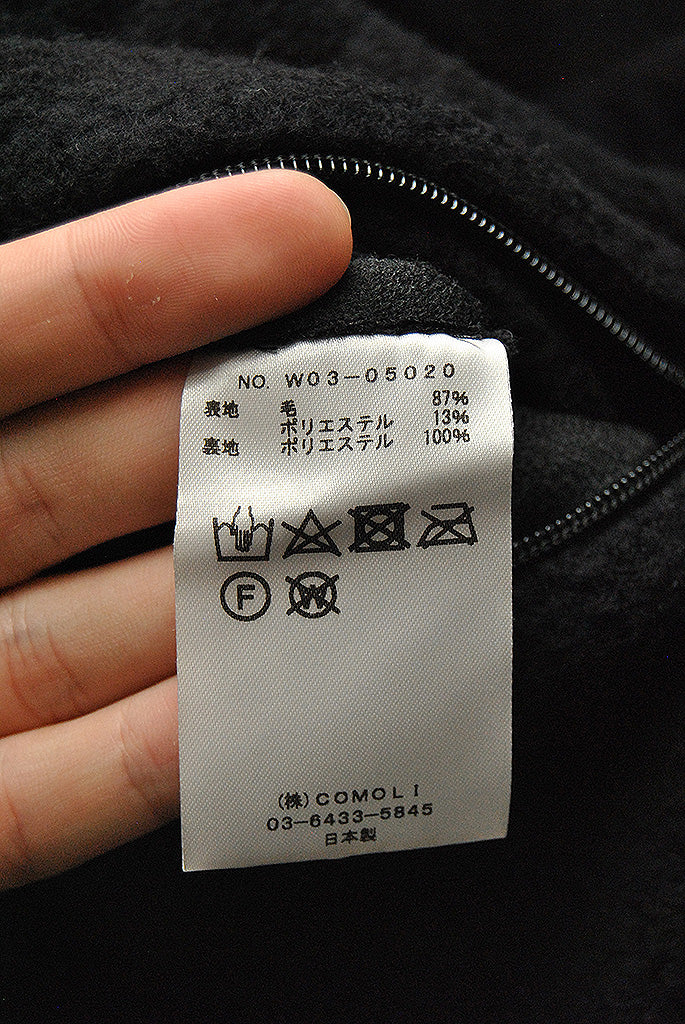 NO. W03-05020
表地 毛 87%
ポリエステル 13%
裏地 ポリエステル 100%
F W
(株)COMOLI
03-6433-5845
日本製